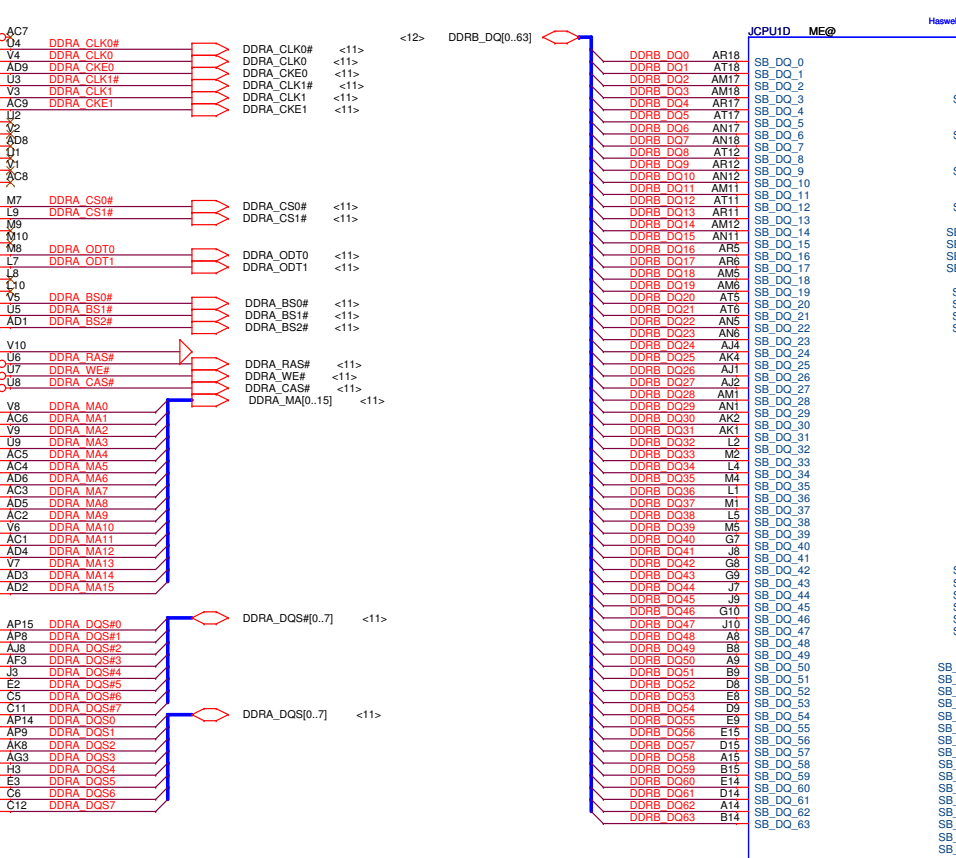 Haswel
JCPU1D ME@
<12> DDRB_DQ[0..63]
AC7
U4 DDRA_CLK0#
V4 DDRA_CLK0
AD9 DDRA_CKE0
U3 DDRA_CLK1#
V3 DDRA_CLK1
AC9 DDRA_CKE1
U2
V2
AD8
U1
V1
AC8
DDRA_CLK0# <11>
DDRA_CLK0 <11>
DDRA_CKE0 <11>
DDRA_CLK1# <11>
DDRA_CLK1 <11>
DDRA_CKE1 <11>
M7 DDRA_CS0#
L9 DDRA_CS1#
M9
M10
M8 DDRA_ODT0
L7 DDRA_ODT1
L8
L10
V5 DDRA_BS0#
U5 DDRA_BS1#
AD1 DDRA_BS2#
DDRA_CS0# <11>
DDRA_CS1# <11>
DDRA_ODT0 <11>
DDRA_ODT1 <11>
DDRA_BS0# <11>
DDRA_BS1# <11>
DDRA_BS2# <11>
V10
U6 DDRA_RAS#
U7 DDRA_WE#
U8 DDRA_CAS#
DDRA_RAS# <11>
DDRA_WE# <11>
DDRA_CAS# <11>
DDRA_MA[0..15] <11>
V8 DDRA_MA0
AC6 DDRA_MA1
V9 DDRA_MA2
U9 DDRA_MA3
AC5 DDRA_MA4
AC4 DDRA_MA5
AD6 DDRA_MA6
AC3 DDRA_MA7
AD5 DDRA_MA8
AC2 DDRA_MA9
V6 DDRA_MA10
AC1 DDRA_MA11
AD4 DDRA_MA12
V7 DDRA_MA13
AD3 DDRA_MA14
AD2 DDRA_MA15
DDRA_DQS#[0..7] <11>
AP15 DDRA_DQS#0
AP8 DDRA_DQS#1
AJ8 DDRA_DQS#2
AF3 DDRA_DQS#3
J3 DDRA_DQS#4
E2 DDRA_DQS#5
C5 DDRA_DQS#6
C11 DDRA_DQS#7
AP14 DDRA_DQS0
AP9 DDRA_DQS1
AK8 DDRA_DQS2
AG3 DDRA_DQS3
H3 DDRA_DQS4
E3 DDRA_DQS5
C6 DDRA_DQS6
C12 DDRA_DQS7
DDRA_DQS[0..7] <11>
DDRB_DQ0 AR18 SB_DQ_0
DDRB_DQ1 AT18 SB_DQ_1
DDRB_DQ2 AM17 SB_DQ_2
DDRB_DQ3 AM18 SB_DQ_3
DDRB_DQ4 AR17 SB_DQ_4
DDRB_DQ5 AT17 SB_DQ_5
DDRB_DQ6 AN17 SB_DQ_6
DDRB_DQ7 AN18 SB_DQ_7
DDRB_DQ8 AT12 SB_DQ_8
DDRB_DQ9 AR12 SB_DQ_9
DDRB_DQ10 AN12 SB_DQ_10
DDRB_DQ11 AM11 SB_DQ_11
DDRB_DQ12 AT11 SB_DQ_12
DDRB_DQ13 AR11 SB_DQ_13
DDRB_DQ14 AM12 SB_DQ_14
DDRB_DQ15 AN11 SB_DQ_15
DDRB_DQ16 AR5 SB_DQ_16
DDRB_DQ17 AR6 SB_DQ_17
DDRB_DQ18 AM5 SB_DQ_18
DDRB_DQ19 AM6 SB_DQ_19
DDRB_DQ20 AT5 SB_DQ_20
DDRB_DQ21 AT6 SB_DQ_21
DDRB_DQ22 AN5 SB_DQ_22
DDRB_DQ23 AN6 SB_DQ_23
DDRB_DQ24 AJ4 SB_DQ_24
DDRB_DQ25 AK4 SB_DQ_25
DDRB_DQ26 AJ1 SB_DQ_26
DDRB_DQ27 AJ2 SB_DQ_27
DDRB_DQ28 AM1 SB_DQ_28
DDRB_DQ29 AN1 SB_DQ_29
DDRB_DQ30 AK2 SB_DQ_30
DDRB_DQ31 AK1 SB_DQ_31
DDRB_DQ32 L2 SB_DQ_32
DDRB_DQ33 M2 SB_DQ_33
DDRB_DQ34 L4 SB_DQ_34
DDRB_DQ35 M4 SB_DQ_35
DDRB_DQ36 L1 SB_DQ_36
DDRB_DQ37 M1 SB_DQ_37
DDRB_DQ38 L5 SB_DQ_38
DDRB_DQ39 M5 SB_DQ_39
DDRB_DQ40 G7 SB_DQ_40
DDRB_DQ41 J8 SB_DQ_41
DDRB_DQ42 G8 SB_DQ_42
DDRB_DQ43 G9 SB_DQ_43
DDRB_DQ44 J7 SB_DQ_44
DDRB_DQ45 J9 SB_DQ_45
DDRB_DQ46 G10 SB_DQ_46
DDRB_DQ47 J10 SB_DQ_47
DDRB_DQ48 A8 SB_DQ_48
DDRB_DQ49 B8 SB_DQ_49
DDRB_DQ50 A9 SB_DQ_50
DDRB_DQ51 B9 SB_DQ_51
DDRB_DQ52 D8 SB_DQ_52
DDRB_DQ53 E8 SB_DQ_53
DDRB_DQ54 D9 SB_DQ_54
DDRB_DQ55 E9 SB_DQ_55
DDRB_DQ56 E15 SB_DQ_56
DDRB_DQ57 D15 SB_DQ_57
DDRB_DQ58 A15 SB_DQ_58
DDRB_DQ59 B15 SB_DQ_59
DDRB_DQ60 E14 SB_DQ_60
DDRB_DQ61 D14 SB_DQ_61
DDRB_DQ62 A14 SB_DQ_62
DDRB_DQ63 B14 SB_DQ_63